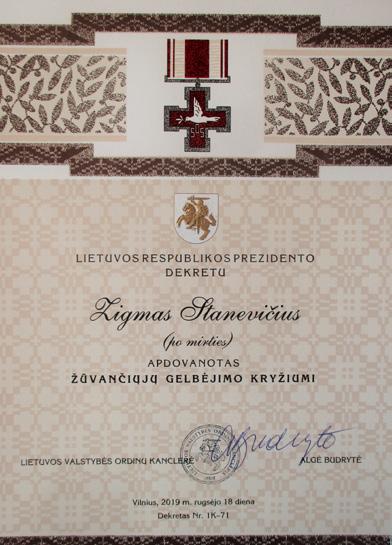 LIETUVOS RESPUBLIKOS PREZIDENTO
DEKRETU
Zigmas Stanevičius
(po mirties)
APDOVANOTAS
ŽŪVANČIŲJŲ GELBĖJIMO KRYŽIUMI
LIETUVOS VALSTYBĖS ORDINŲ KANCLERĖ
ALGĖ BUDRYTĖ
Vilnius, 2019 m. rugsėjo 18 diena
Dekretas Nr. 1K-71